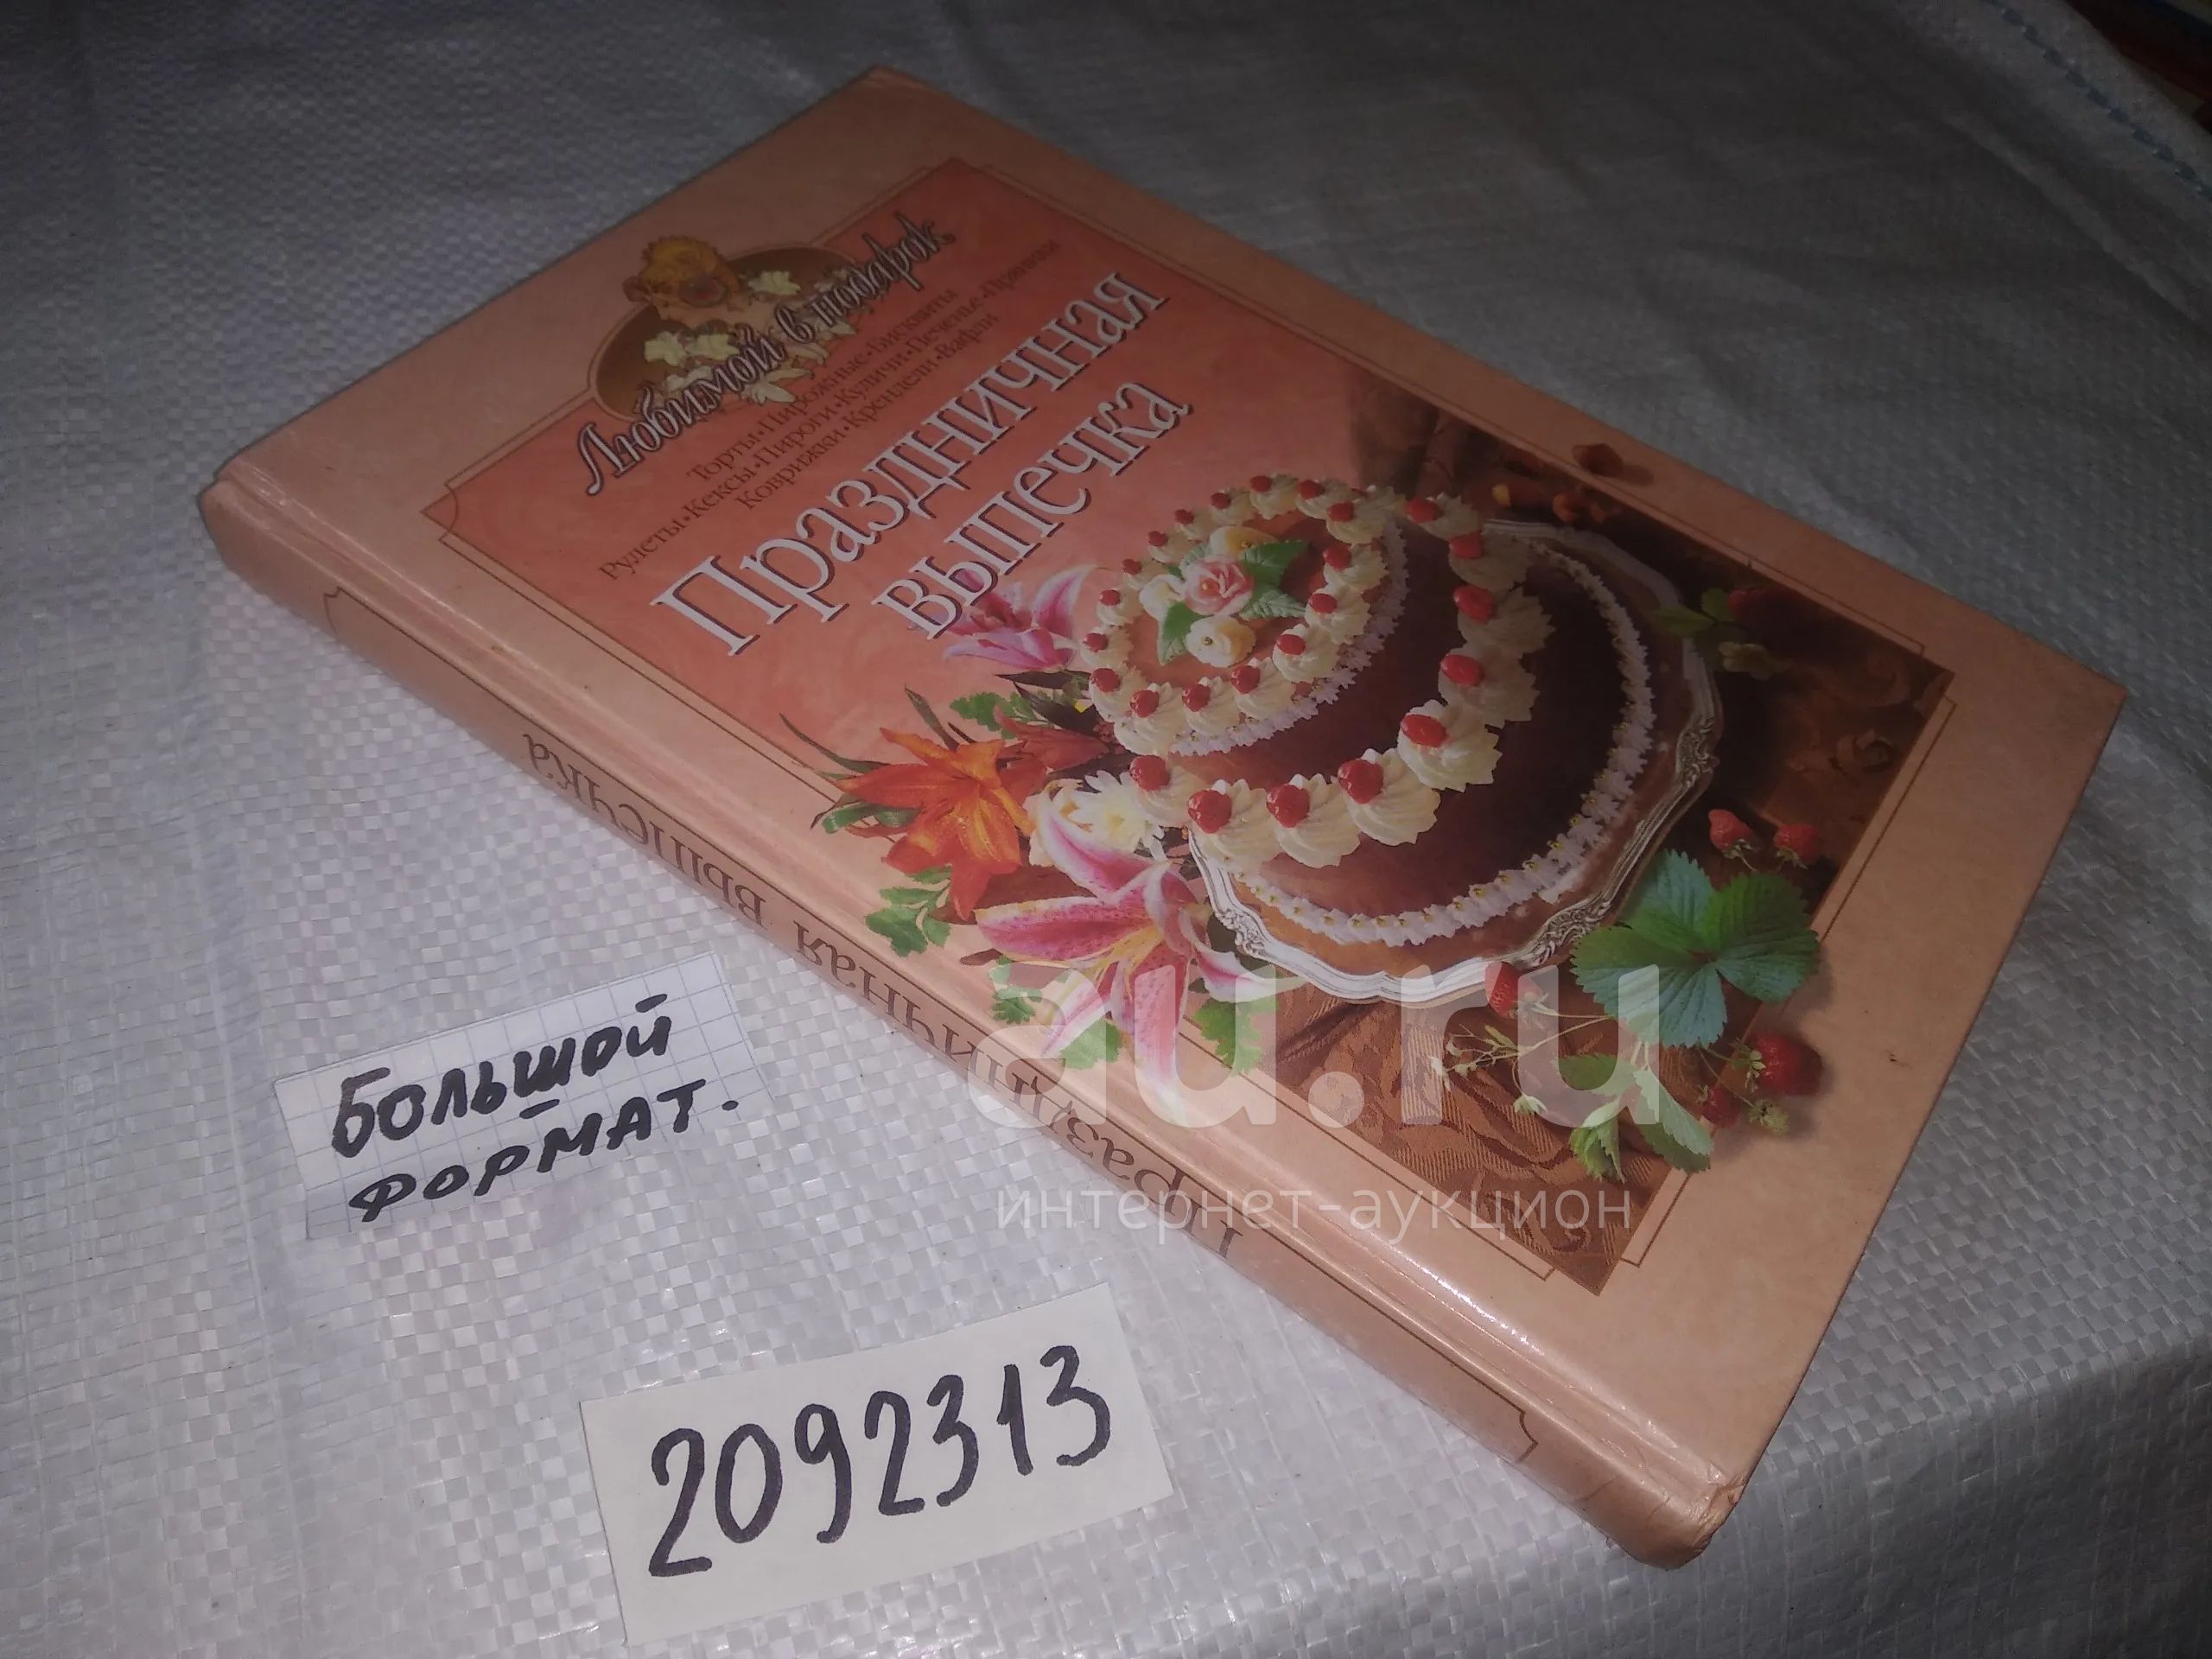 Любимой в подарок
Торты·Пирожные·Бисквиты
Рулеты·Кексы·Пироги·Куличи·Печенье·Пряники
Коврижки·Крендели·Вафли
Праздничная
выпечка
Праздничная выпечка
Большой
формат.
2092313
au.ru
интернет-аукцион